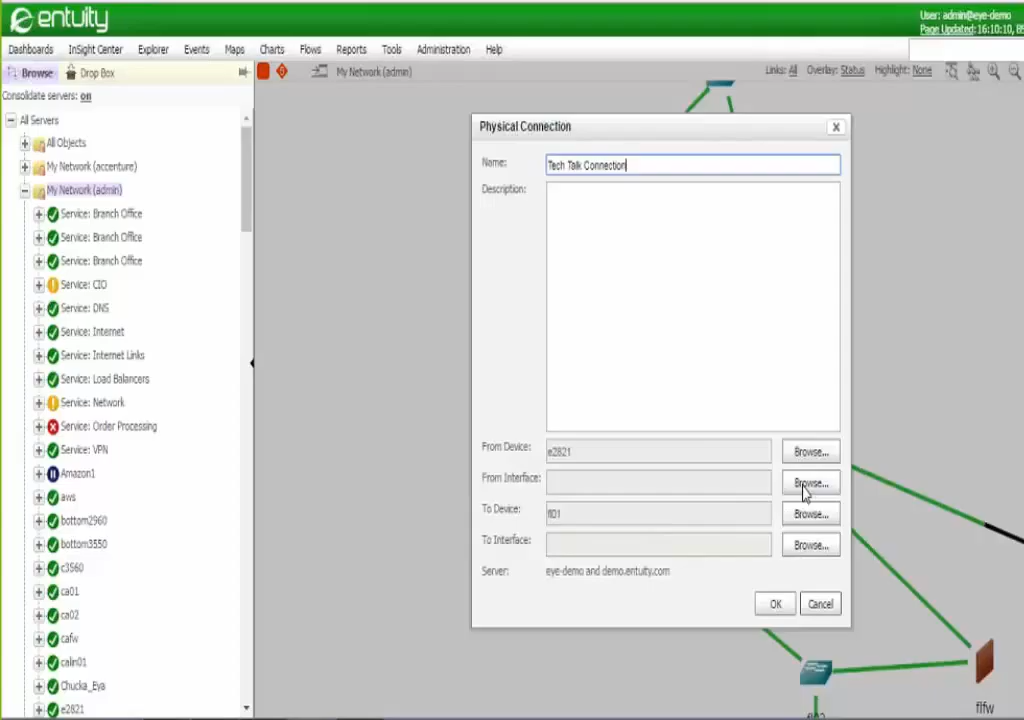 entuity
User: admin@eye-demo
Page Updated:16:10:10,
Dashboards InSight Center Explorer Events Maps Charts Flows Reports Tools Administration Help
Browse Drop Box
My Network (admin)
Links: All Overlay: Status Highlight: None
Consolidate servers: on
All Servers
All Objects
My Network (accenture)
My Network (admin)
Service: Branch Office
Service: Branch Office
Service: Branch Office
Service: CIO
Service: DNS
Service: Internet
Service: Internet Links
Service: Load Balancers
Service: Network
Service: Order Processing
Service: VPN
Amazon1
aws
bottom2960
bottom3550
c3560
ca01
ca02
cafw
calin01
Chucka_Eya
e2821
Physical Connection
Name: Tech Talk Connection
Description:
From Device: e2821 Browse...
From Interface: Browse...
To Device: fl01 Browse...
To Interface: Browse...
Server: eye-demo and demo.entuity.com
OK Cancel
flfw